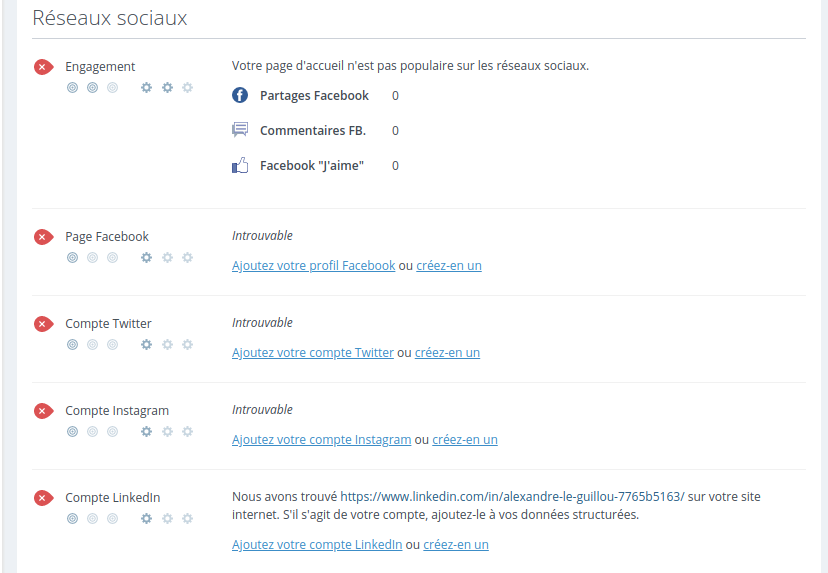 Réseaux sociaux
Engagement
Votre page d'accueil n'est pas populaire sur les réseaux sociaux.
Partages Facebook 0
Commentaires FB. 0
Facebook "J'aime" 0
Page Facebook
Introuvable
Ajoutez votre profil Facebook ou créez-en un
Compte Twitter
Introuvable
Ajoutez votre compte Twitter ou créez-en un
Compte Instagram
Introuvable
Ajoutez votre compte Instagram ou créez-en un
Compte LinkedIn
Nous avons trouvé https://www.linkedin.com/in/alexandre-le-guillou-7765b5163/ sur votre site
internet. S'il s'agit de votre compte, ajoutez-le à vos données structurées.
Ajoutez votre compte LinkedIn ou créez-en un